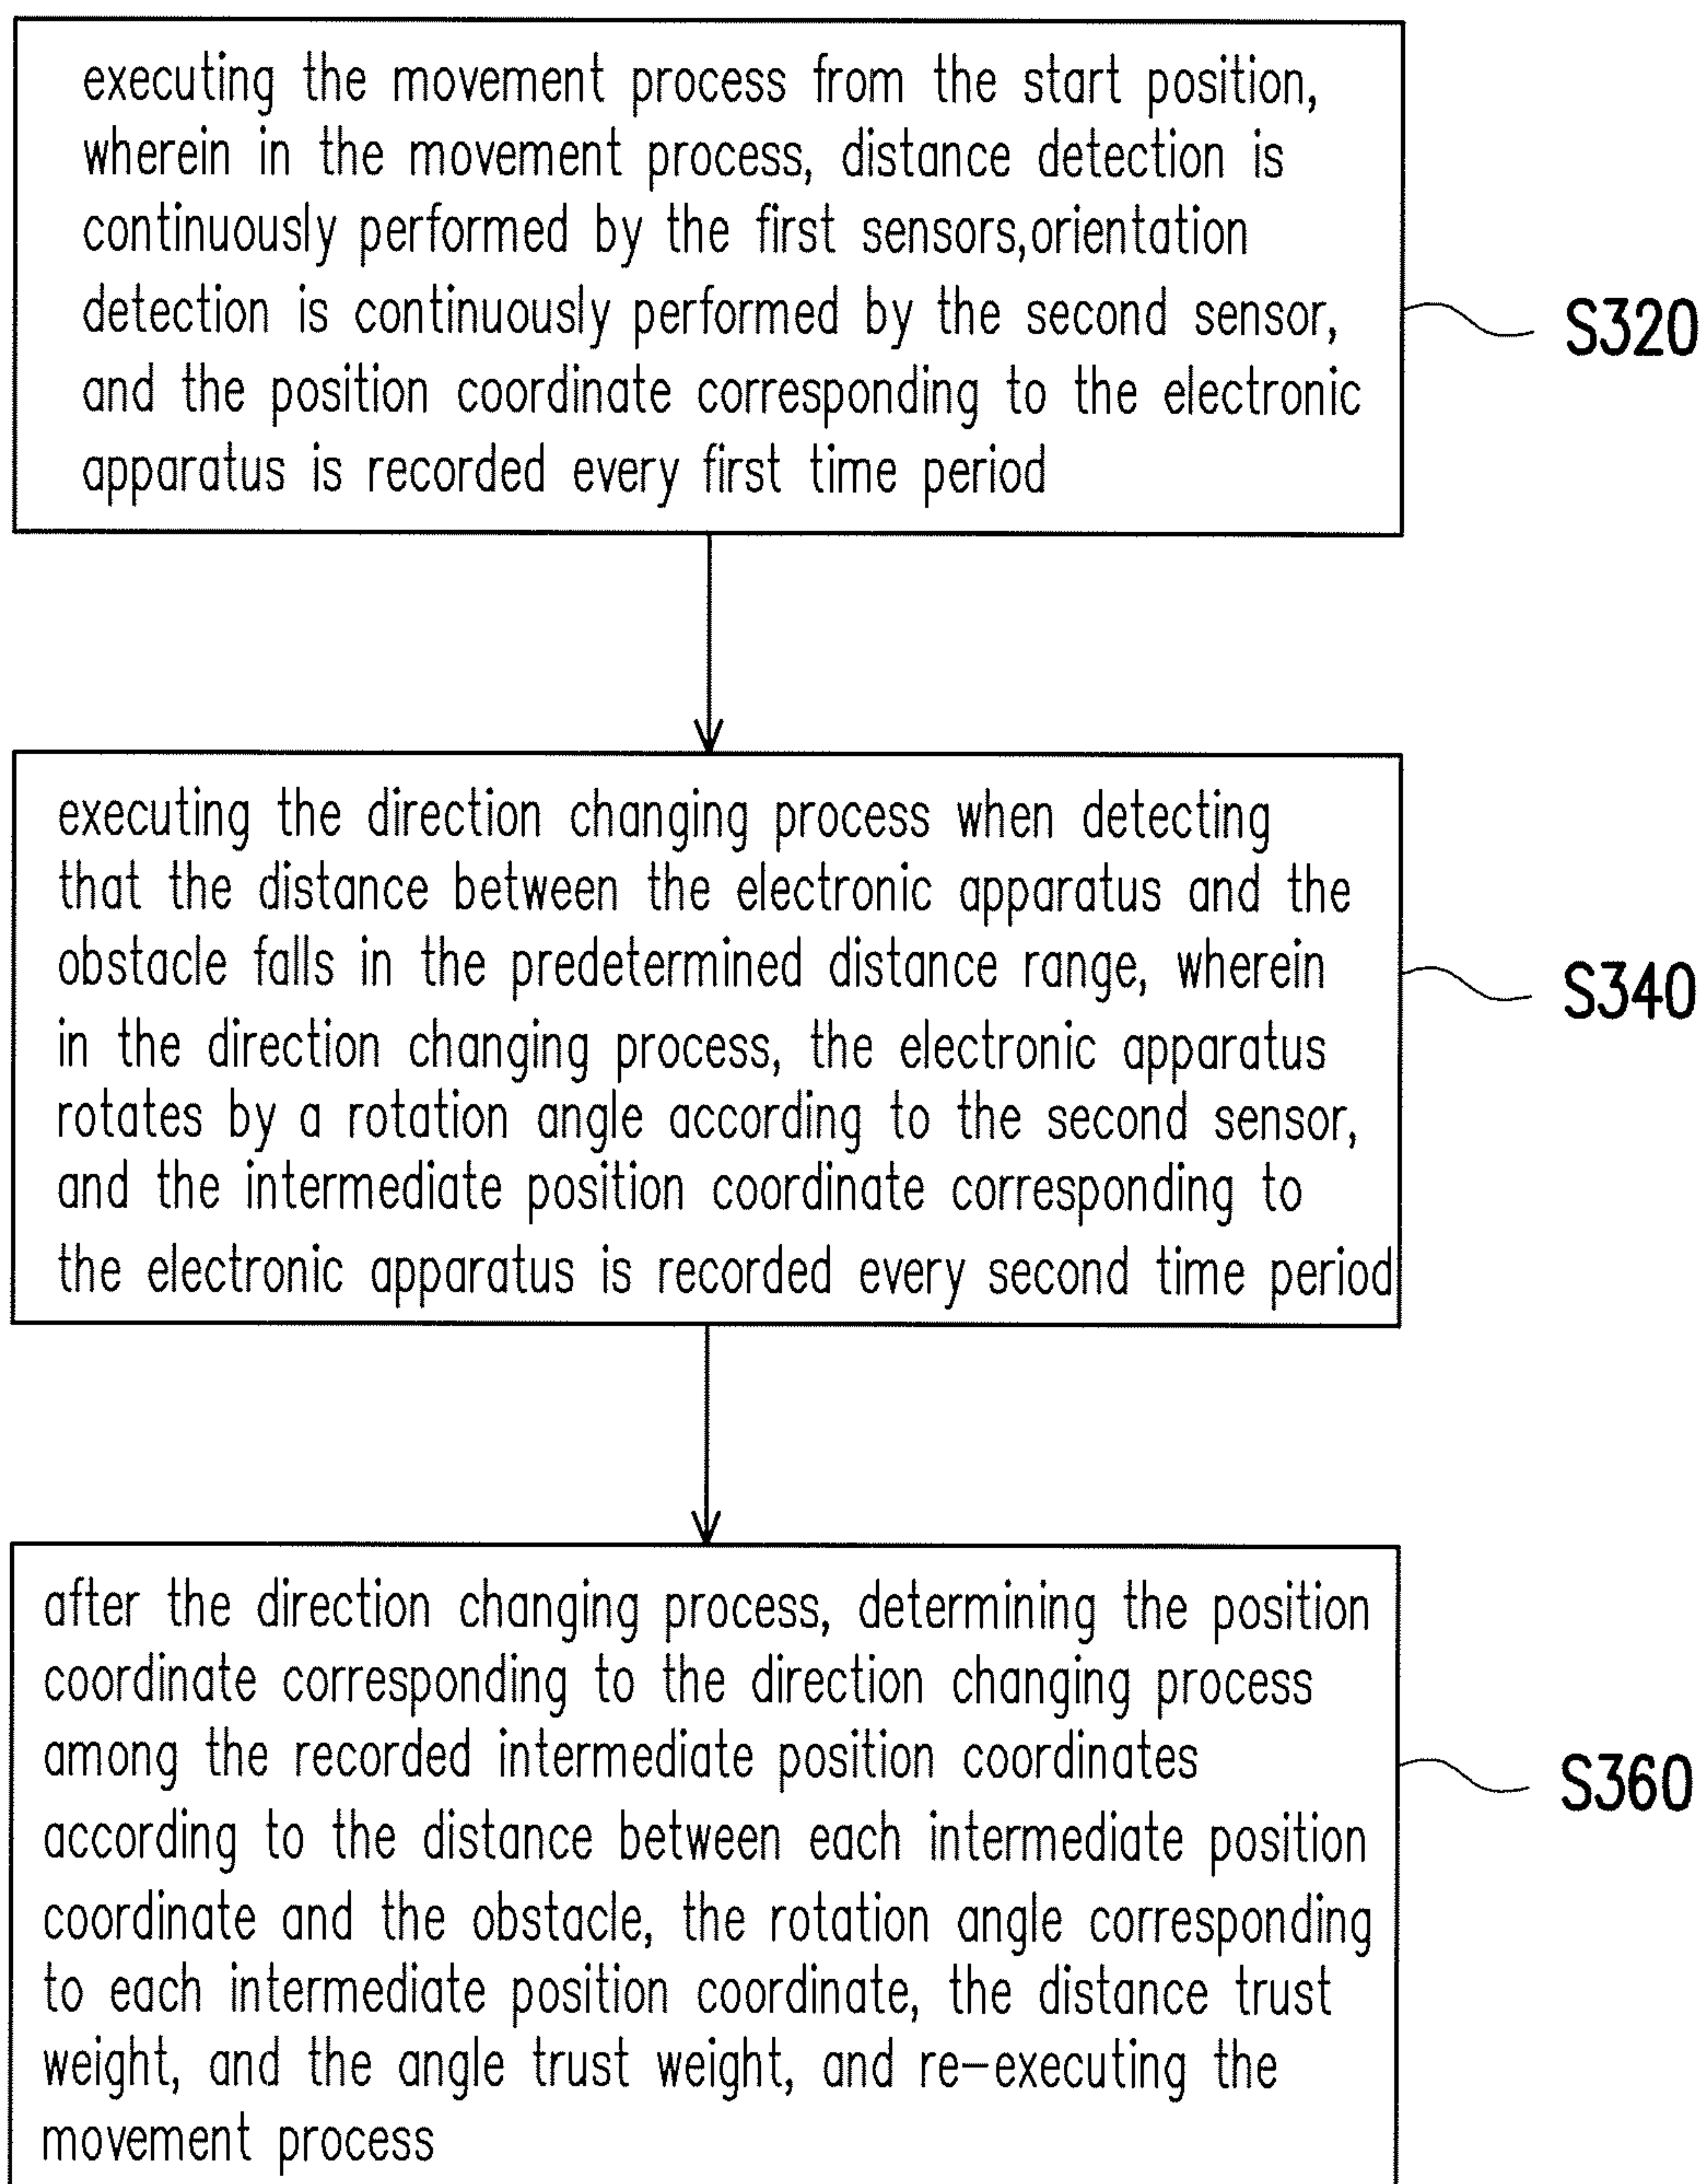 executing the movement process from the start position,
wherein in the movement process, distance detection is
continuously performed by the first sensors,orientation
detection is continuously performed by the second sensor,
and the position coordinate corresponding to the electronic
apparatus is recorded every first time period
S320
executing the direction changing process when detecting
that the distance between the electronic apparatus and the
obstacle falls in the predetermined distance range, wherein
in the direction changing process, the electronic apparatus
rotates by a rotation angle according to the second sensor,
and the intermediate position coordinate corresponding to
the electronic apparatus is recorded every second time period
S340
after the direction changing process, determining the position
coordinate corresponding to the direction changing process
among the recorded intermediate position coordinates
according to the distance between each intermediate position
coordinate and the obstacle, the rotation angle corresponding
to each intermediate position coordinate, the distance trust
weight, and the angle trust weight, and re-executing the
movement process
S360